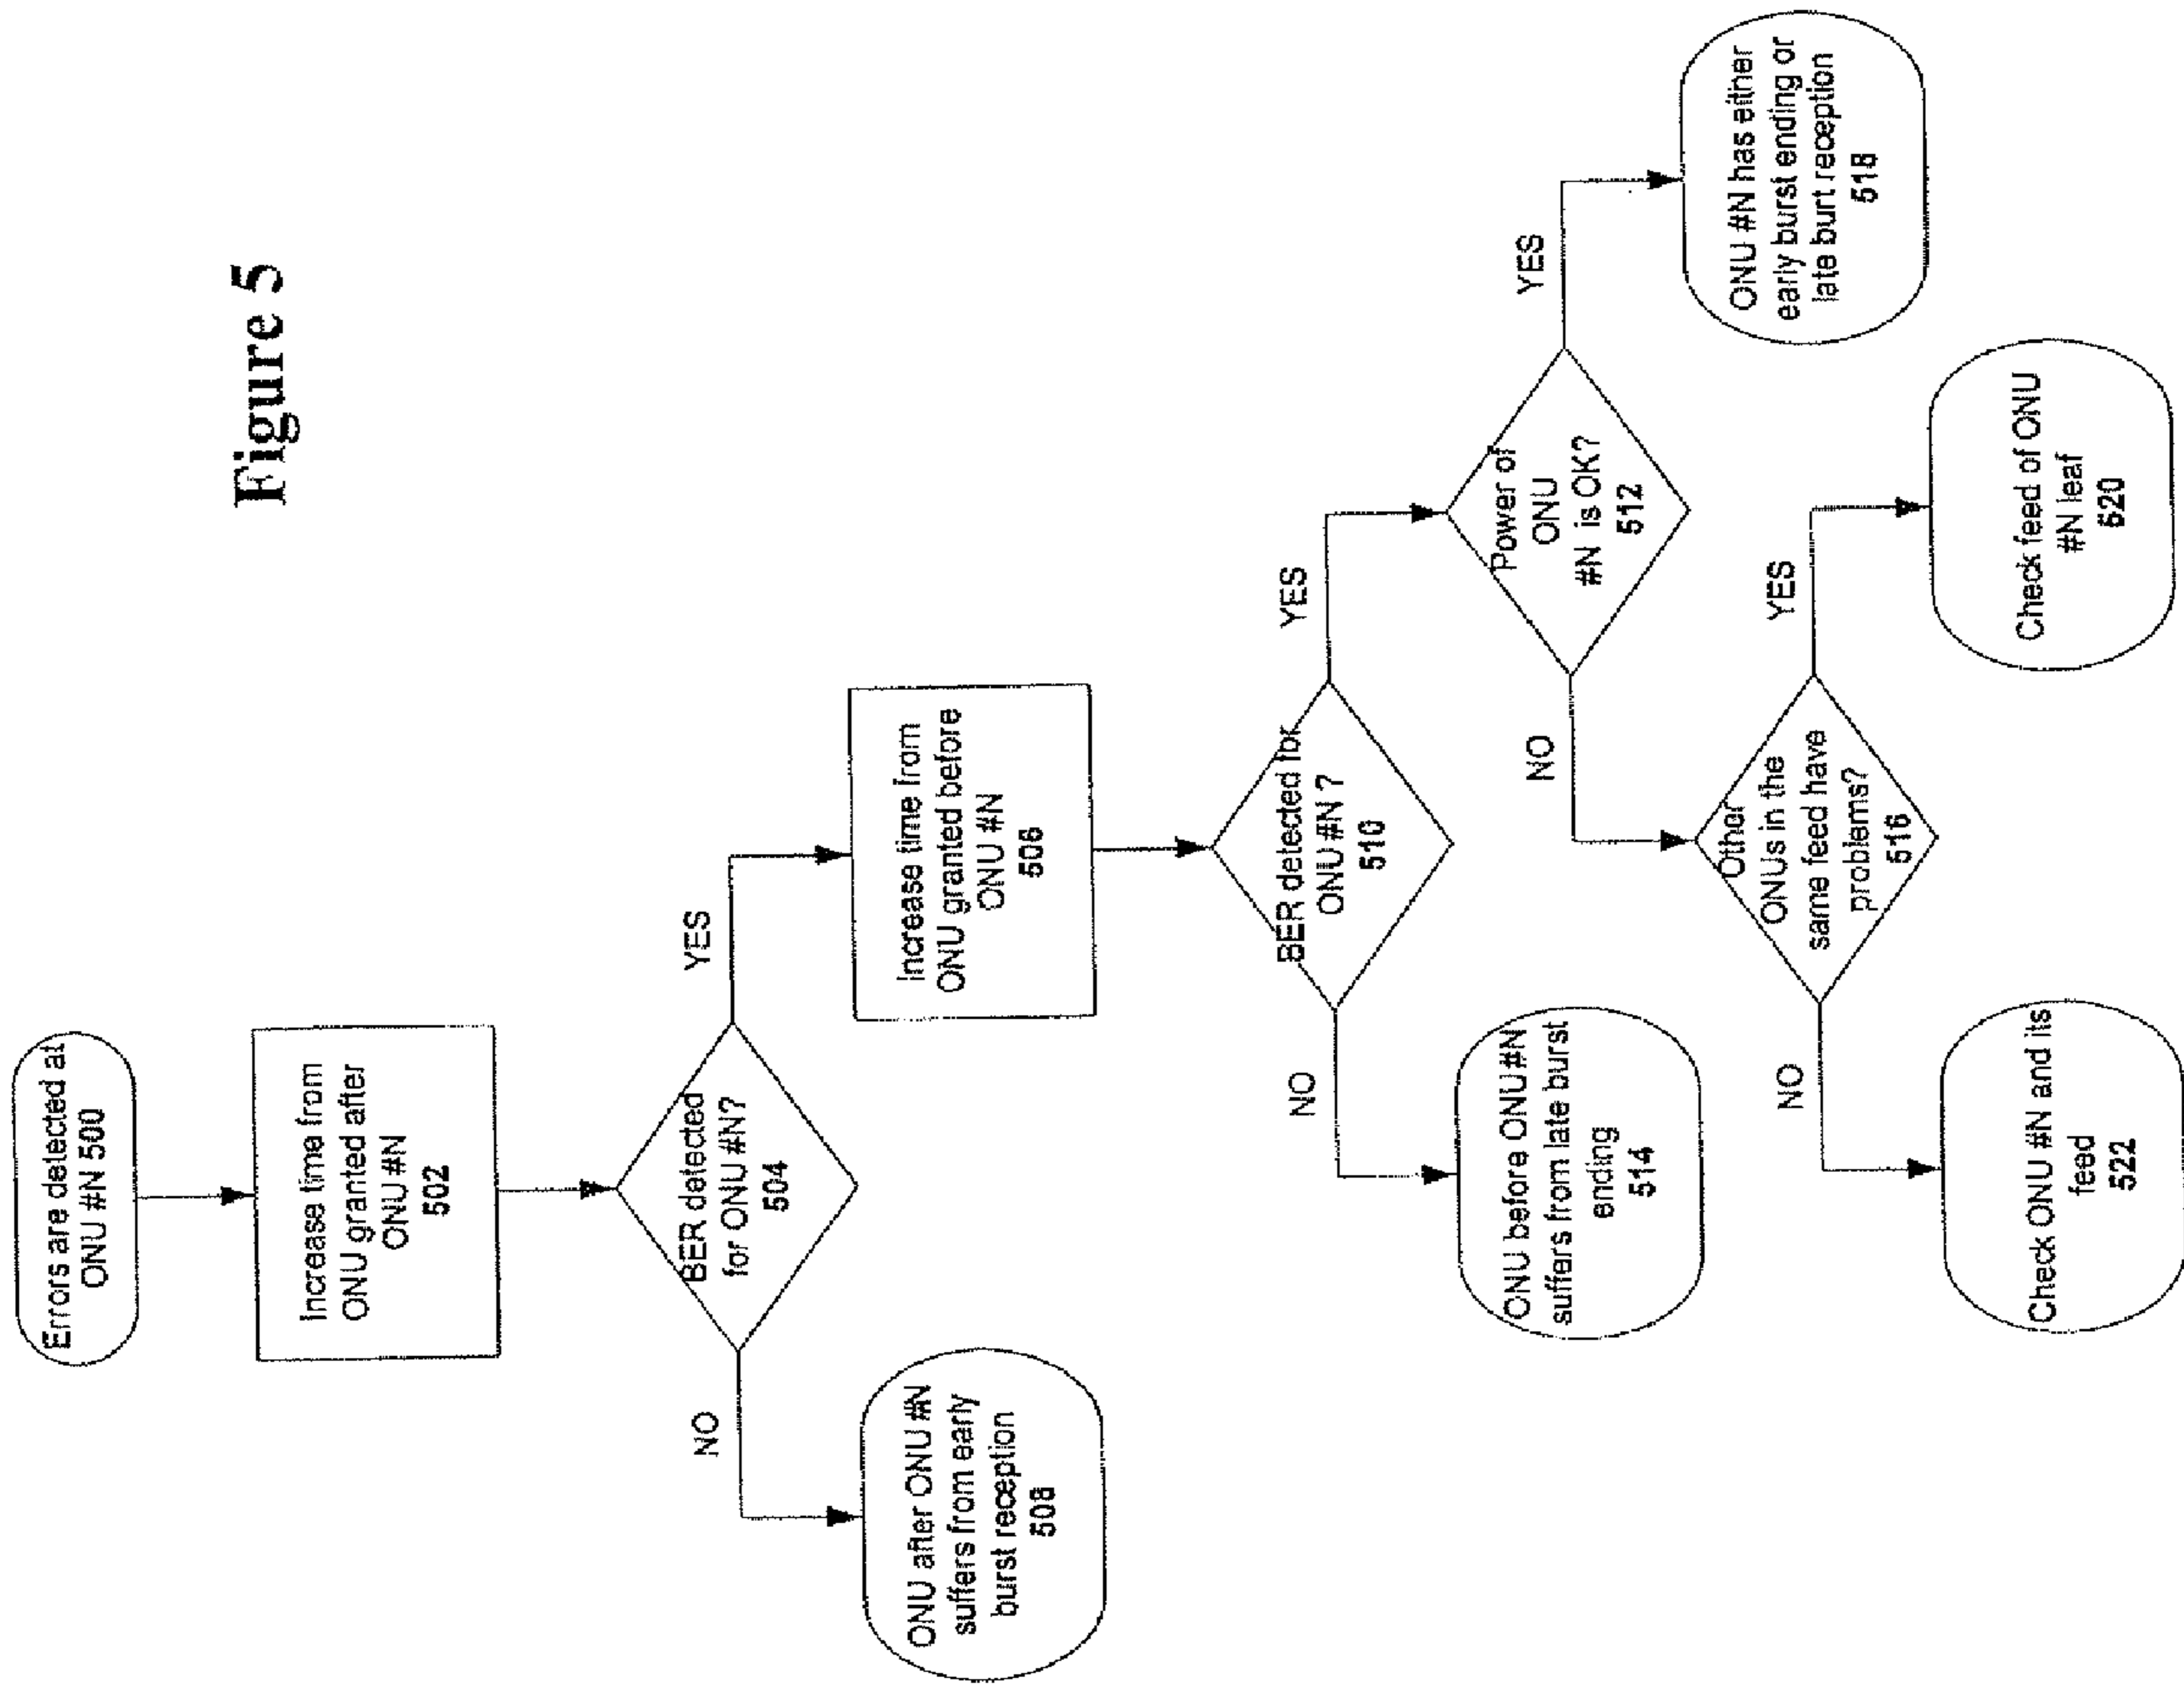 Figure 5
Errors are detected at
ONU #N 500
Increase time from
ONU granted after
ONU #N
502
BER detected
for ONU #N?
504
NO
YES
ONU after ONU #N
suffers from early
burst reception
508
Increase time from
ONU granted before
ONU #N
506
BER detected for
ONU #N ?
510
NO
YES
ONU before ONU#N
suffers from late burst
ending
514
Power of
ONU
#N is OK?
512
NO
YES
Other
ONUs in the
same feed have
problems?
516
ONU #N has either
early burst ending or
late burt reception
518
NO
YES
Check ONU #N and its
feed
522
Check feed of ONU
#N leaf
520